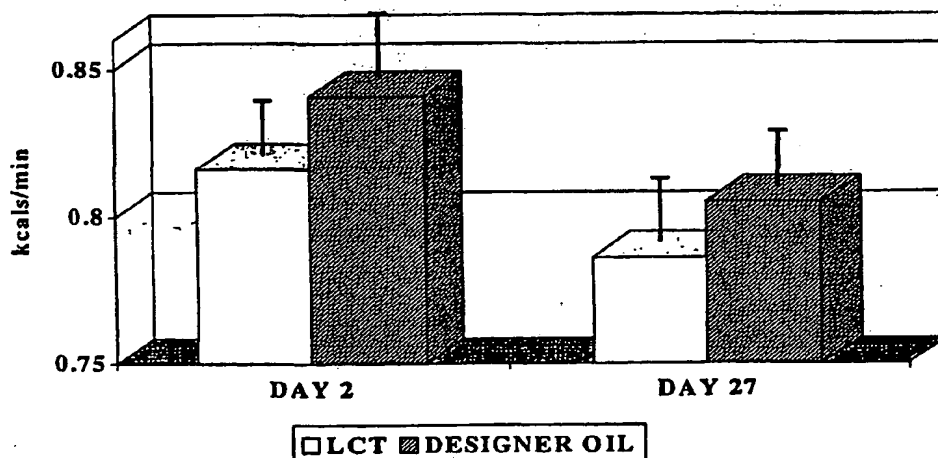 0.85
kcals/min
0.8
0.75
DAY 2 DAY 27
LCT DESIGNER OIL